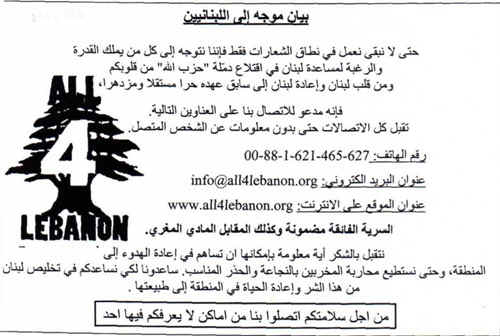 بيان موجه إلى اللبنانيين
حتى لا نبقى نعمل في نطاق الشعارات فقط فإننا نتوجه إلى كل من يملك القدرة
والرغبة لمساعدة لبنان في اقتلاع دمّلة "حزب الله" من قلوبكم
ومن قلب لبنان وإعادة لبنان إلى سابق عهده حرا مستقلا ومزدهرا،
فإنه مدعو للاتصال بنا على العناوين التالية.
تقبل كل الاتصالات حتى بدون معلومات عن الشخص المتصل.
رقم الهاتف: 00-88-1-621-465-627
عنوان البريد الكتروني: info@all4lebanon.org
عنوان الموقع على الانترنت: www.all4lebanon.org
السرية الفائقة مضمونة وكذلك المقابل المادي المغري.
نتقبل بالشكر أية معلومة بإمكانها ان تساهم في إعادة الهدوء إلى
المنطقة، وحتى نستطيع محاربة المخربين بالنجاعة والحذر المناسب. ساعدونا لكي نساعدكم في تخليص لبنان
من هذا الشر وإعادة الحياة في المنطقة إلى طبيعتها .
من اجل سلامتكم اتصلوا بنا من اماكن لا يعرفكم فيها احد
ALL
4
LEBANON